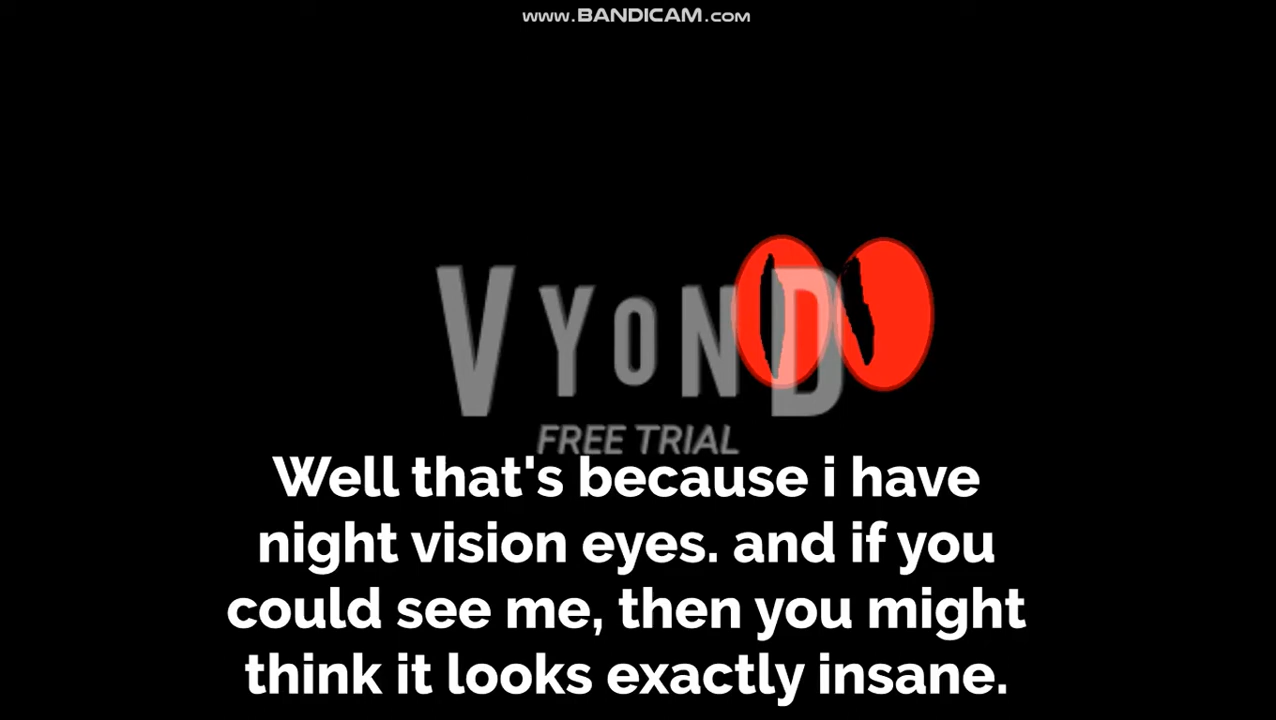 www.BANDICAM.com
VYOND
FREE TRIAL
Well that's because i have
night vision eyes. and if you
could see me, then you might
think it looks exactly insane.